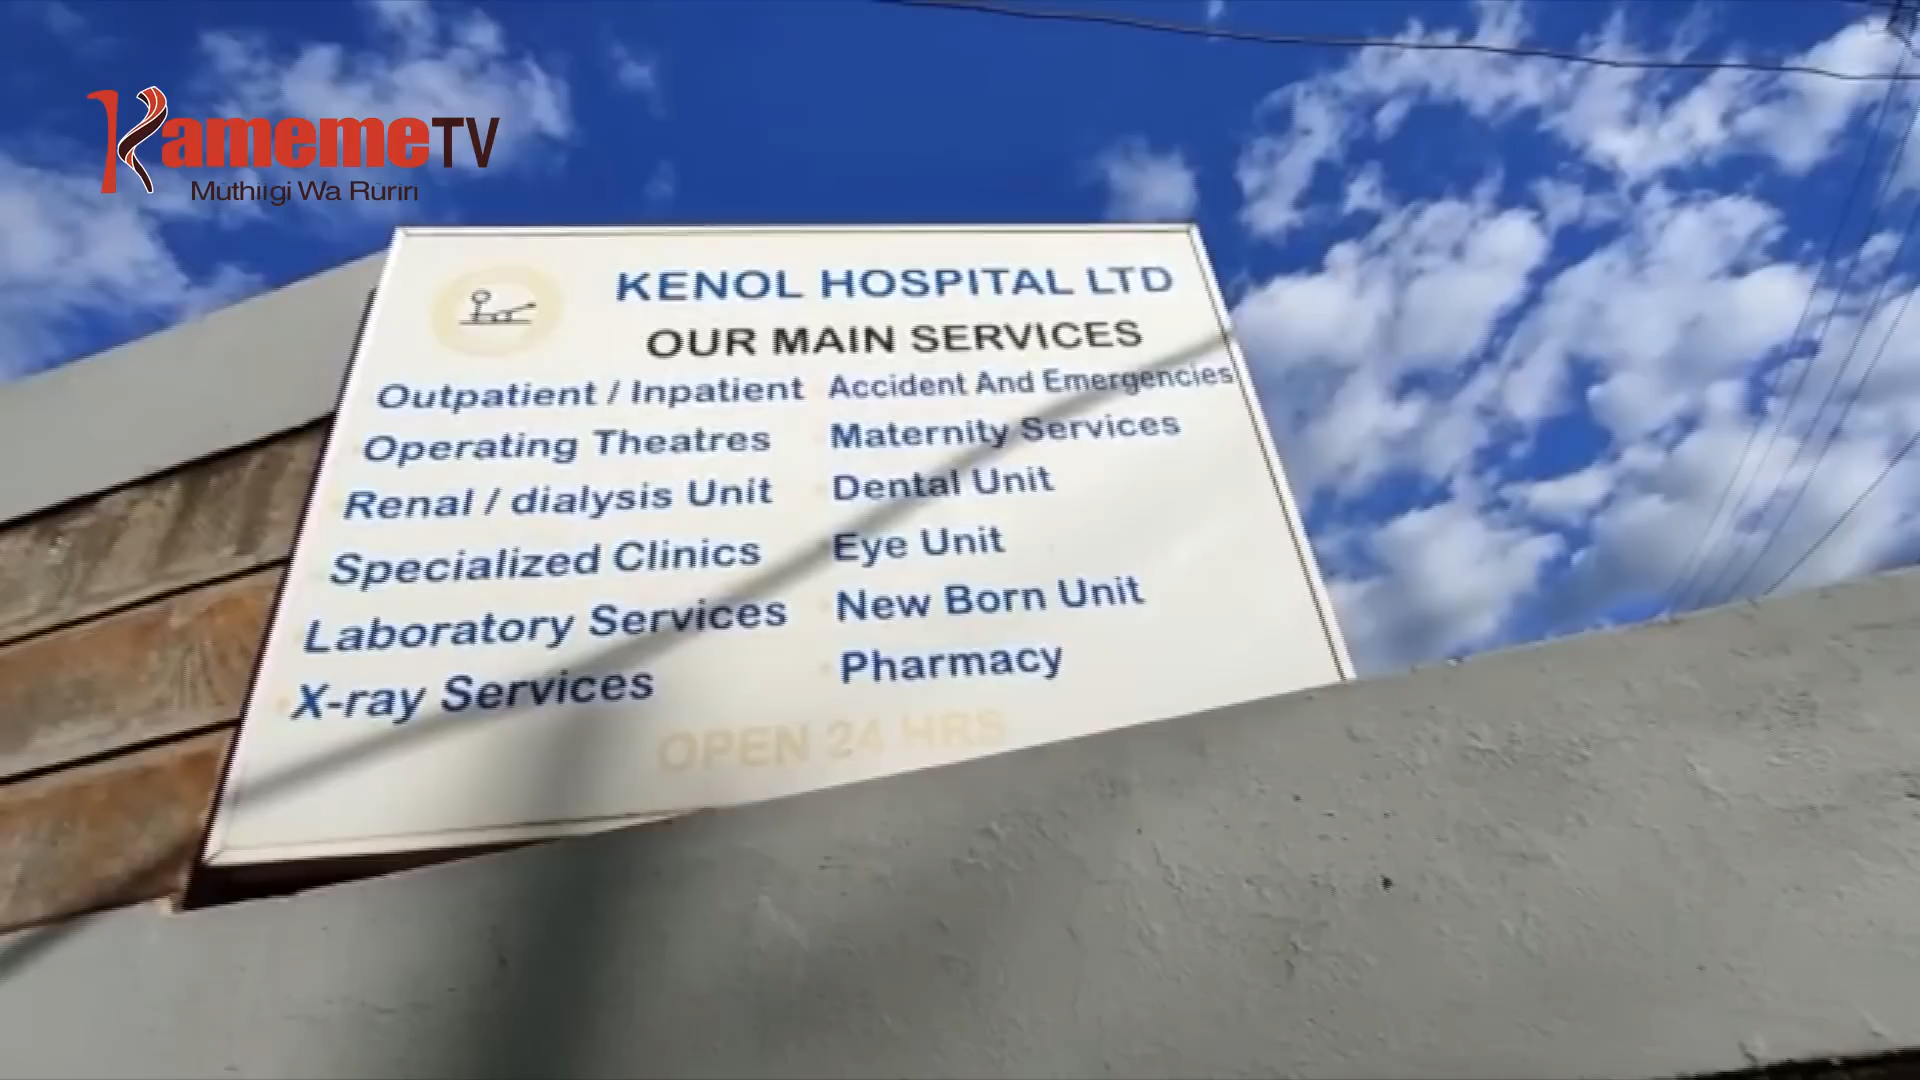 KamemeTV
Muthiigi Wa Ruriri
KENOL HOSPITAL LTD
OUR MAIN SERVICES
Outpatient / Inpatient
Operating Theatres
Renal / dialysis Unit
Specialized Clinics
Laboratory Services
X-ray Services
Accident And Emergencies
Maternity Services
Dental Unit
Eye Unit
New Born Unit
Pharmacy
OPEN 24 HRS